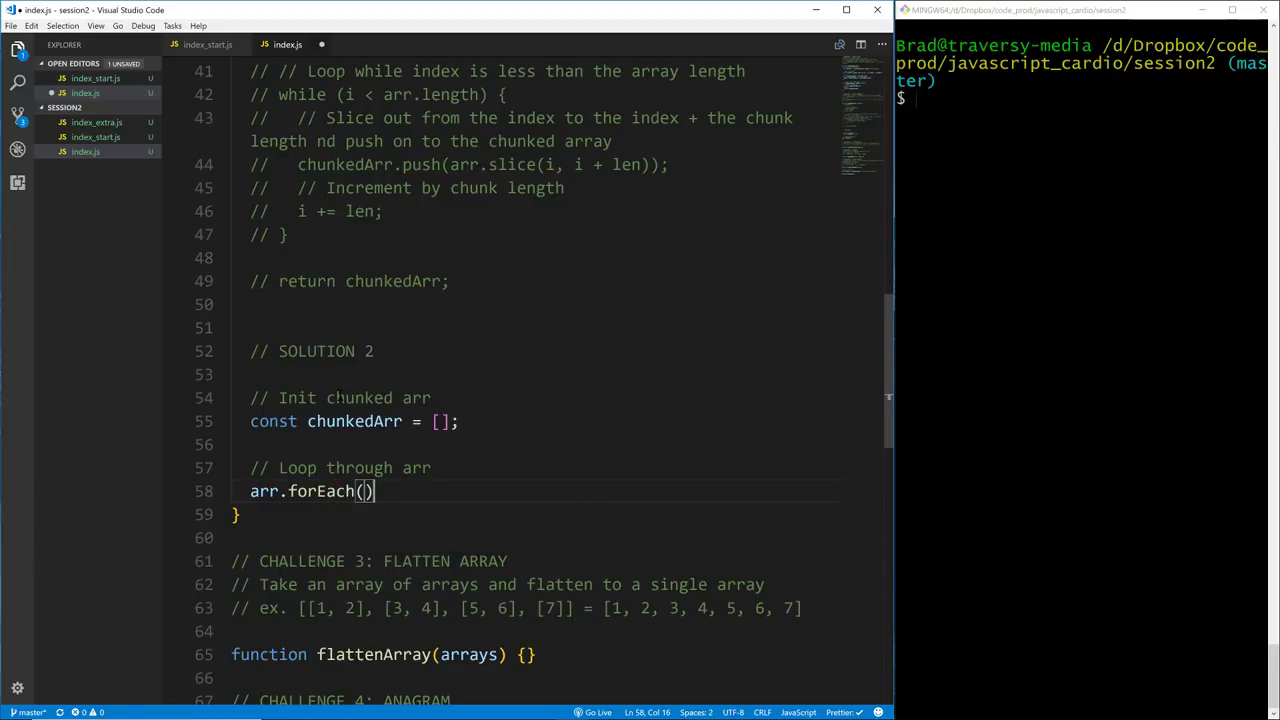 index.js - session2 - Visual Studio Code
File Edit Selection View Go Debug Tasks Help
EXPLORER
OPEN EDITORS 1 UNSAVED
index_start.js U
index.js U
SESSION2
index_extra.js U
index_start.js U
index.js U
index_start.js
index.js
41 // Loop while index is less than the array length
42 // while (i < arr.length) {
43 // // Slice out from the index to the index + the chunk
length and push on to the chunked array
44 // chunkedArr.push(arr.slice(i, i + len));
45 // // Increment by chunk length
46 // i += len;
47 // }
48
49 // return chunkedArr;
50
51
52 // SOLUTION 2
53
54 // Init chunked arr
55 const chunkedArr = [];
56
57 // Loop through arr
58 arr.forEach()
59 }
60
61 // CHALLENGE 3: FLATTEN ARRAY
62 // Take an array of arrays and flatten to a single array
63 // ex. [[1, 2], [3, 4], [5, 6], [7]] = [1, 2, 3, 4, 5, 6, 7]
64
65 function flattenArray(arrays) {}
66
67 // CHALLENGE 4: ANAGRAM
master* 0 0 Go Live Ln 58, Col 16 Spaces: 2 UTF-8 CRLF JavaScript Prettier: ✓
MINGW64:/d/Dropbox/code_prod/javascript_cardio/session2
Brad@traversy-media /d/Dropbox/code_
prod/javascript_cardio/session2 (mas
ter)
$